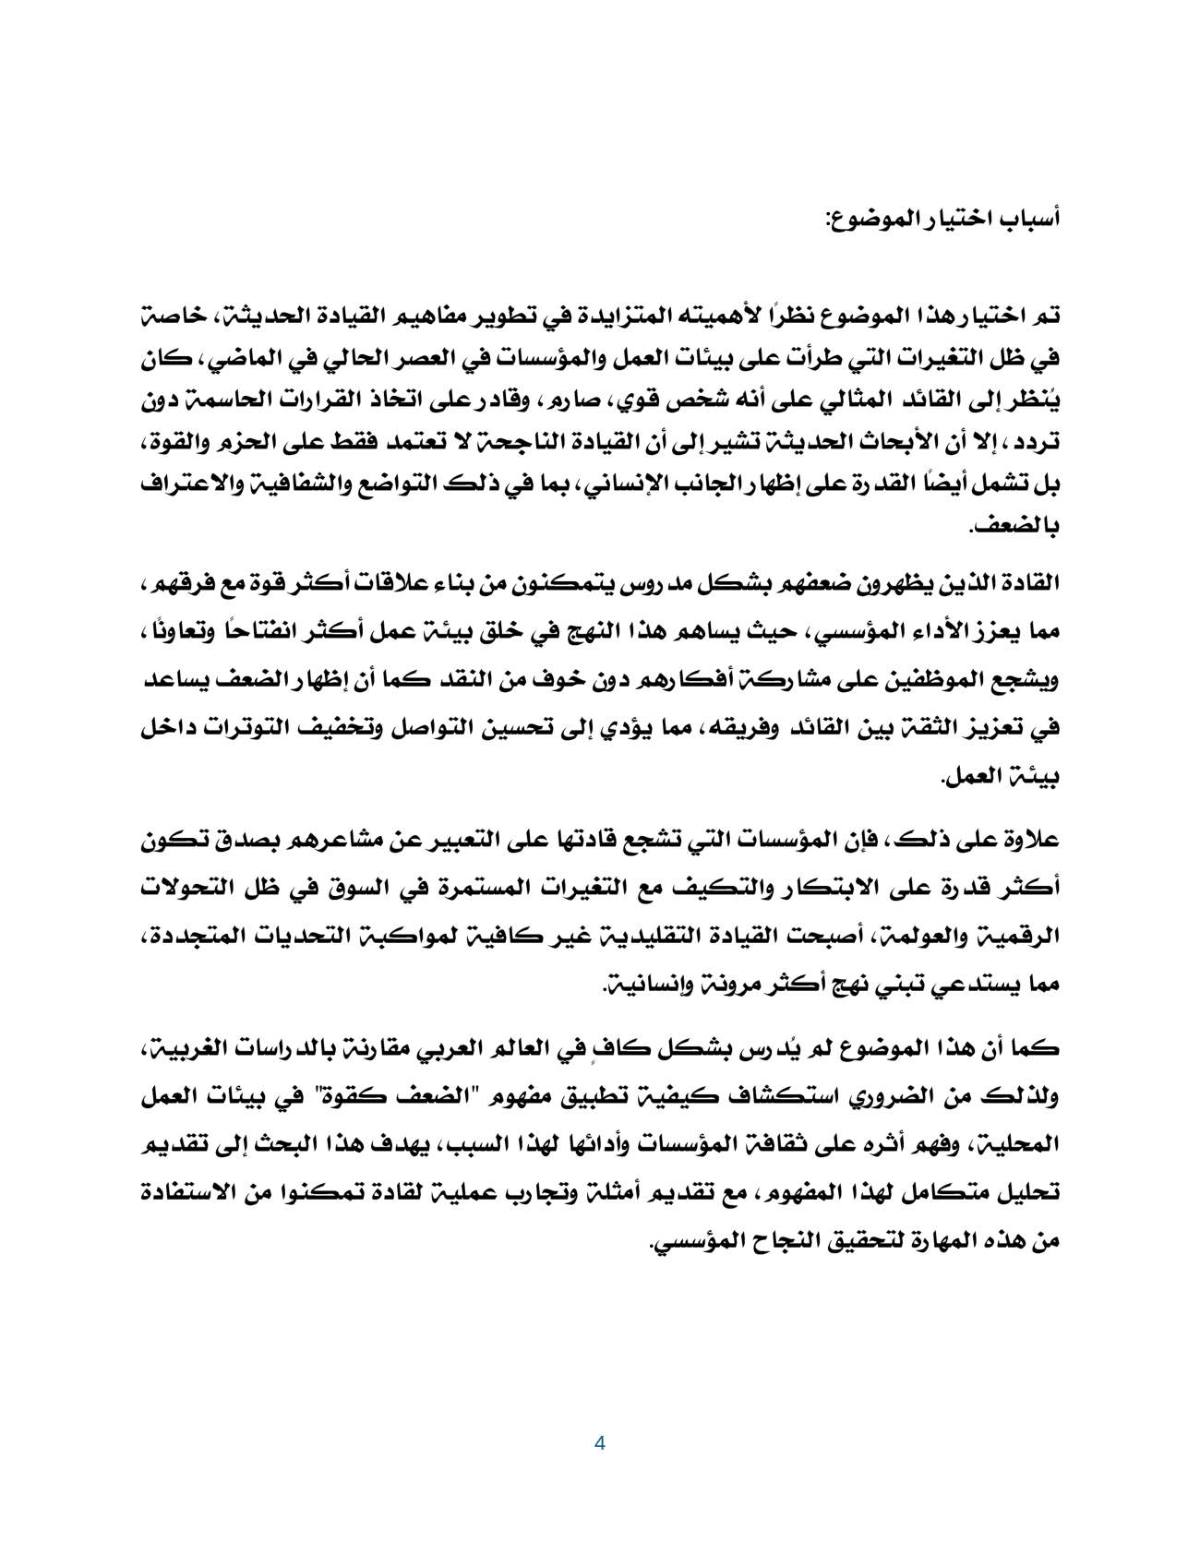 أسباب اختيار الموضوع:
تم اختيار هذا الموضوع نظرًا لأهميته المتزايدة في تطوير مفاهيم القيادة الحديثة، خاصة
في ظل التغيرات التي طرأت على بيئات العمل والمؤسسات في العصر الحالي في الماضي، كان
يُنظر إلى القائد المثالي على أنه شخص قوي، صارم، وقادر على اتخاذ القرارات الحاسمة دون
تردد، إلا أن الأبحاث الحديثة تشير إلى أن القيادة الناجحة لا تعتمد فقط على الحزم والقوة،
بل تشمل أيضًا القدرة على إظهار الجانب الإنساني، بما في ذلك التواضع والشفافية والاعتراف
بالضعف.
القادة الذين يظهرون ضعفهم بشكل مدروس يتمكنون من بناء علاقات أكثر قوة مع فرقهم،
مما يعزز الأداء المؤسسي، حيث يساهم هذا النهج في خلق بيئة عمل أكثر انفتاحًا وتعاونًا،
ويشجع الموظفين على مشاركة أفكارهم دون خوف من النقد كما أن إظهار الضعف يساعد
في تعزيز الثقة بين القائد وفريقه، مما يؤدي إلى تحسين التواصل وتخفيف التوترات داخل
بيئة العمل.
علاوة على ذلك، فإن المؤسسات التي تشجع قادتها على التعبير عن مشاعرهم بصدق تكون
أكثر قدرة على الابتكار والتكيف مع التغيرات المستمرة في السوق في ظل التحولات
الرقمية والعولمة، أصبحت القيادة التقليدية غير كافية لمواكبة التحديات المتجددة،
مما يستدعي تبني نهج أكثر مرونة وإنسانية.
كما أن هذا الموضوع لم يُدرس بشكل كافٍ في العالم العربي مقارنة بالدراسات الغربية،
ولذلك من الضروري استكشاف كيفية تطبيق مفهوم "الضعف كقوة" في بيئات العمل
المحلية، وفهم أثره على ثقافة المؤسسات وأدائها لهذا السبب، يهدف هذا البحث إلى تقديم
تحليل متكامل لهذا المفهوم، مع تقديم أمثلة وتجارب عملية لقادة تمكنوا من الاستفادة
من هذه المهارة لتحقيق النجاح المؤسسي.
4